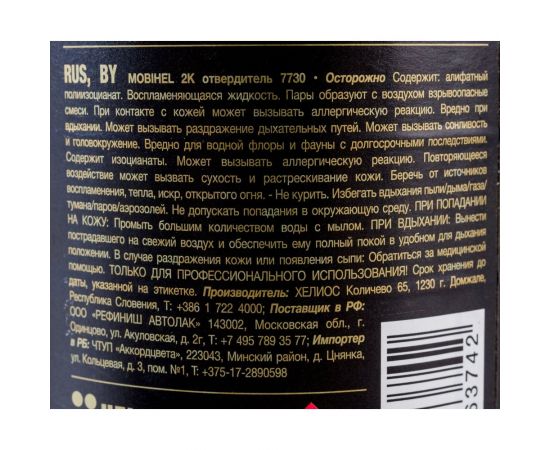 RUS, BY MOBIHEL 2K отвердитель 7730 • Осторожно Содержит: алифатный
полиизоцианат. Воспламеняющаяся жидкость. Пары образуют с воздухом взрывоопасные
смеси. При контакте с кожей может вызывать аллергическую реакцию. Вредно при
вдыхании. Может вызывать раздражение дыхательных путей. Может вызывать сонливость
и головокружение. Вредно для водной флоры и фауны с долгосрочными последствиями.
Содержит изоцианаты. Может вызывать аллергическую реакцию. Повторяющееся
воздействие может вызвать сухость и растрескивание кожи. Беречь от источников
воспламенения, тепла, искр, открытого огня. - Не курить. Избегать вдыхания пыли/дыма/газа/
тумана/паров/аэрозолей. Не допускать попадания в окружающую среду. ПРИ ПОПАДАНИИ
НА КОЖУ: Промыть большим количеством воды с мылом. ПРИ ВДЫХАНИИ: Вынести
пострадавшего на свежий воздух и обеспечить ему полный покой в удобном для дыхания
положении. В случае раздражения кожи или появления сыпи: Обратиться за медицинской
помощью. ТОЛЬКО ДЛЯ ПРОФЕССИОНАЛЬНОГО ИСПОЛЬЗОВАНИЯ! Срок хранения до
даты, указанной на этикетке. Производитель: ХЕЛИОС Количево 65, 1230 г. Домжале,
Республика Словения, Т: +386 1 722 4000; Поставщик в РФ:
ООО «РЕФИНИШ АВТОЛАК» 143002, Московская обл., г.
Одинцово, ул. Акуловская, д. 2г, Т: +7 495 789 35 77; Импортер
в РБ: ЧТУП «Аккордцвета», 223043, Минский район, д. Цнянка,
ул. Кольцевая, д. 3, пом. №1, Т: +375-17-2890598
63742